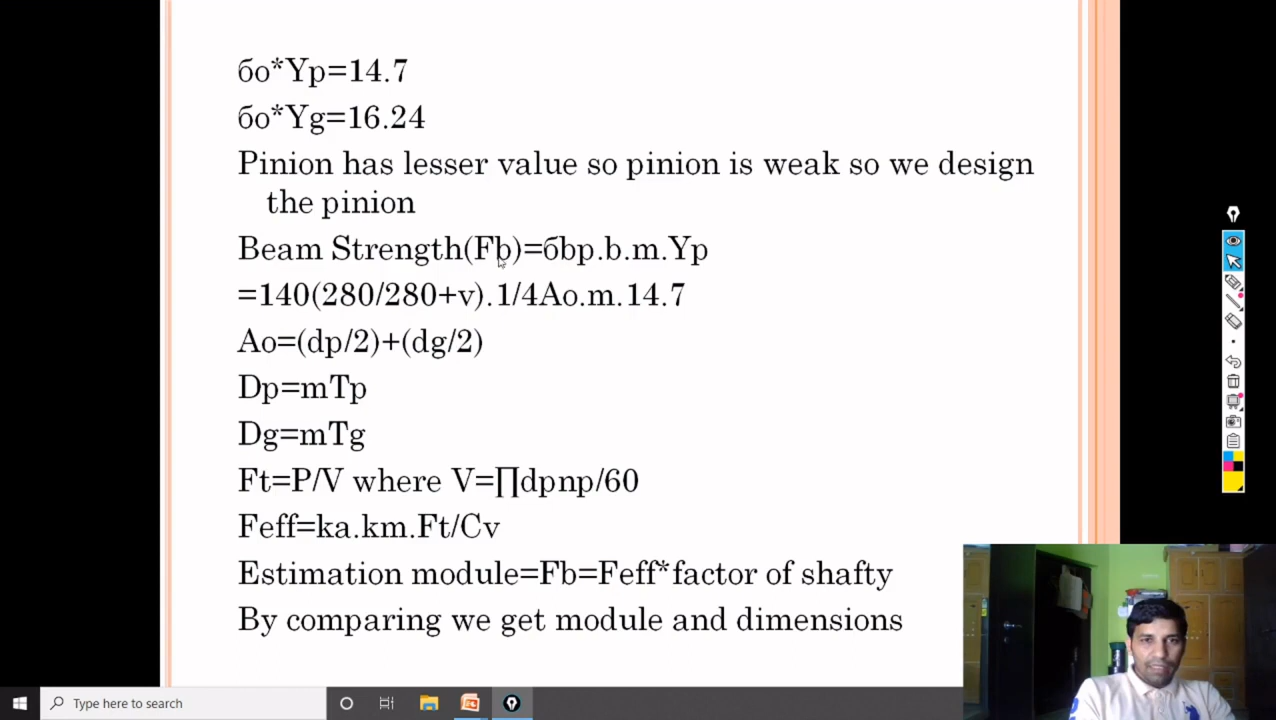 бo*Yp=14.7
бo*Yg=16.24
Pinion has lesser value so pinion is weak so we design
the pinion
Beam Strength(Fb)=бbp.b.m.Yp
=140(280/280+v).1/4Ao.m.14.7
Ao=(dp/2)+(dg/2)
Dp=mTp
Dg=mTg
Ft=P/V where V=∏dpnp/60
Feff=ka.km.Ft/Cv
Estimation module=Fb=Feff*factor of shafty
By comparing we get module and dimensions
Type here to search